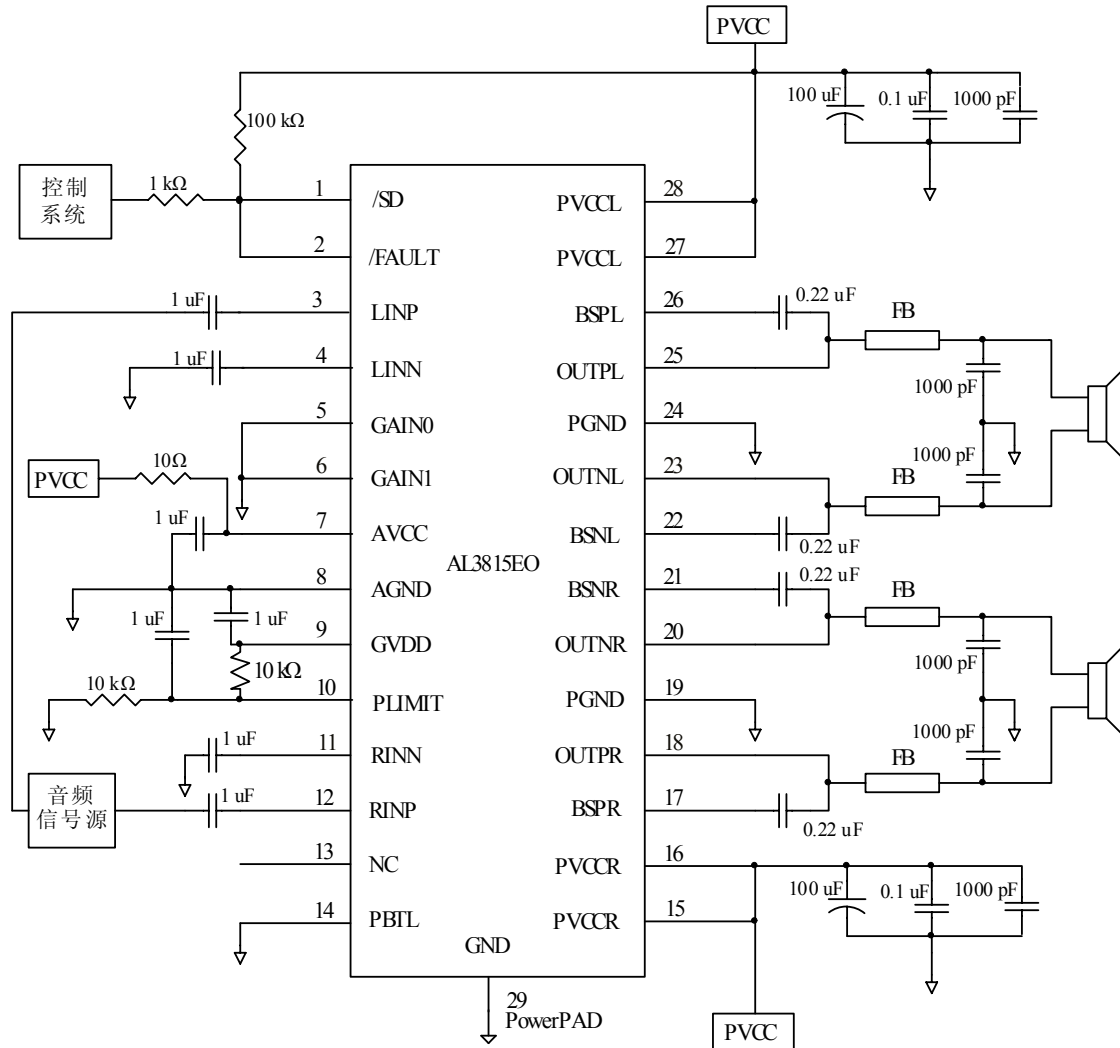 PVCC
100 uF
0.1 uF
1000 pF
100 kΩ
控制
系统
1 kΩ
1
/SD
2
/FAULT
1 uF
3
LINP
1 uF
4
LINN
5
GAIN0
6
GAIN1
PVCC
10Ω
1 uF
7
AVCC
8
AGND
1 uF
1 uF
9
GVDD
10 kΩ
10 kΩ
10
PLIMIT
1 uF
11
RINN
音频
信号源
1 uF
12
RINP
13
NC
14
PBTL
AL3815EO
GND
29
PowerPAD
28
PVCCL
27
PVCCL
0.22 uF
26
BSPL
FB
25
OUTPL
1000 pF
24
PGND
1000 pF
23
OUTNL
FB
22
BSNL
0.22 uF
21
BSNR
0.22 uF
FB
20
OUTNR
1000 pF
19
PGND
1000 pF
18
OUTPR
FB
17
BSPR
0.22 uF
16
PVCCR
15
PVCCR
100 uF
0.1 uF
1000 pF
PVCC